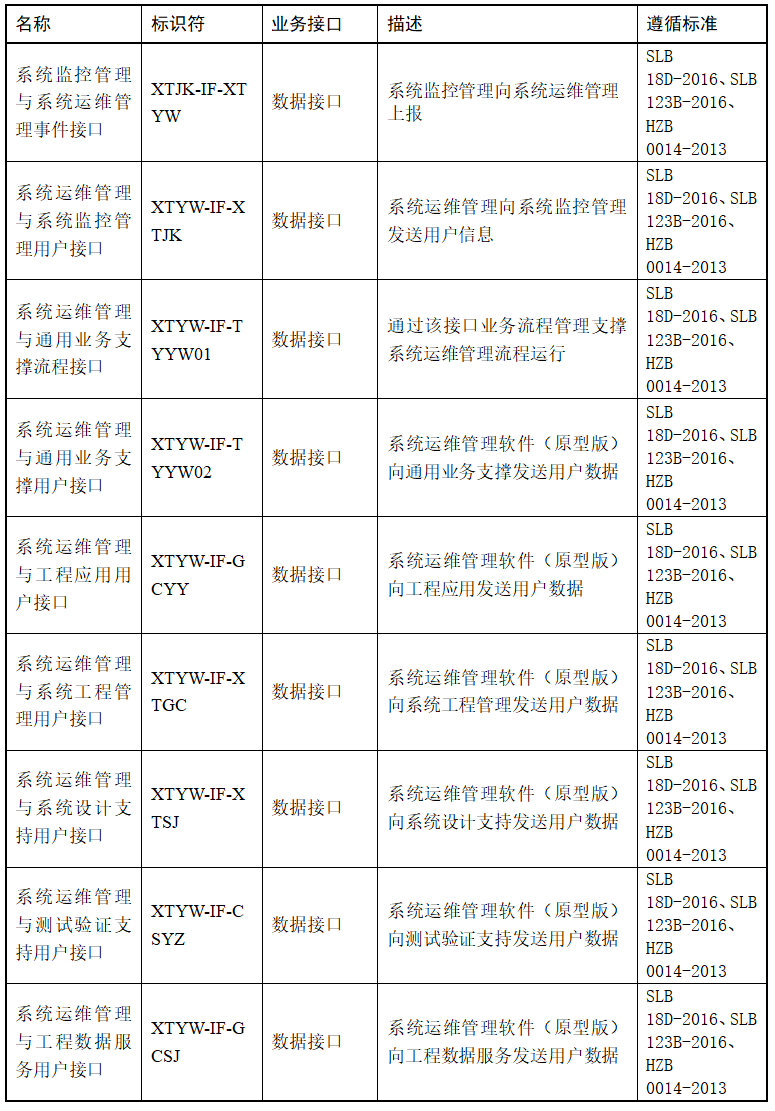 名称 标识符 业务接口 描述 遵循标准
系统监控管理
与系统运维管
理事件接口
XTJK-IF-XT
YW
数据接口
系统监控管理向系统运维管理
上报
SLB
18D-2016、SLB
123B-2016、
HZB
0014-2013
系统运维管理
与系统监控管
理用户接口
XTYW-IF-X
TJK
数据接口
系统运维管理向系统监控管理
发送用户信息
SLB
18D-2016、SLB
123B-2016、
HZB
0014-2013
系统运维管理
与通用业务支
撑流程接口
XTYW-IF-T
YYW01
数据接口
通过该接口业务流程管理支撑
系统运维管理流程运行
SLB
18D-2016、SLB
123B-2016、
HZB
0014-2013
系统运维管理
与通用业务支
撑用户接口
XTYW-IF-T
YYW02
数据接口
系统运维管理软件（原型版）
向通用业务支撑发送用户数据
SLB
18D-2016、SLB
123B-2016、
HZB
0014-2013
系统运维管理
与工程应用用
户接口
XTYW-IF-G
CYY
数据接口
系统运维管理软件（原型版）
向工程应用发送用户数据
SLB
18D-2016、SLB
123B-2016、
HZB
0014-2013
系统运维管理
与系统工程管
理用户接口
XTYW-IF-X
TGC
数据接口
系统运维管理软件（原型版）
向系统工程管理发送用户数据
SLB
18D-2016、SLB
123B-2016、
HZB
0014-2013
系统运维管理
与系统设计支
持用户接口
XTYW-IF-X
TSJ
数据接口
系统运维管理软件（原型版）
向系统设计支持发送用户数据
SLB
18D-2016、SLB
123B-2016、
HZB
0014-2013
系统运维管理
与测试验证支
持用户接口
XTYW-IF-C
SYZ
数据接口
系统运维管理软件（原型版）
向测试验证支持发送用户数据
SLB
18D-2016、SLB
123B-2016、
HZB
0014-2013
系统运维管理
与工程数据服
务用户接口
XTYW-IF-G
CSJ
数据接口
系统运维管理软件（原型版）
向工程数据服务发送用户数据
SLB
18D-2016、SLB
123B-2016、
HZB
0014-2013